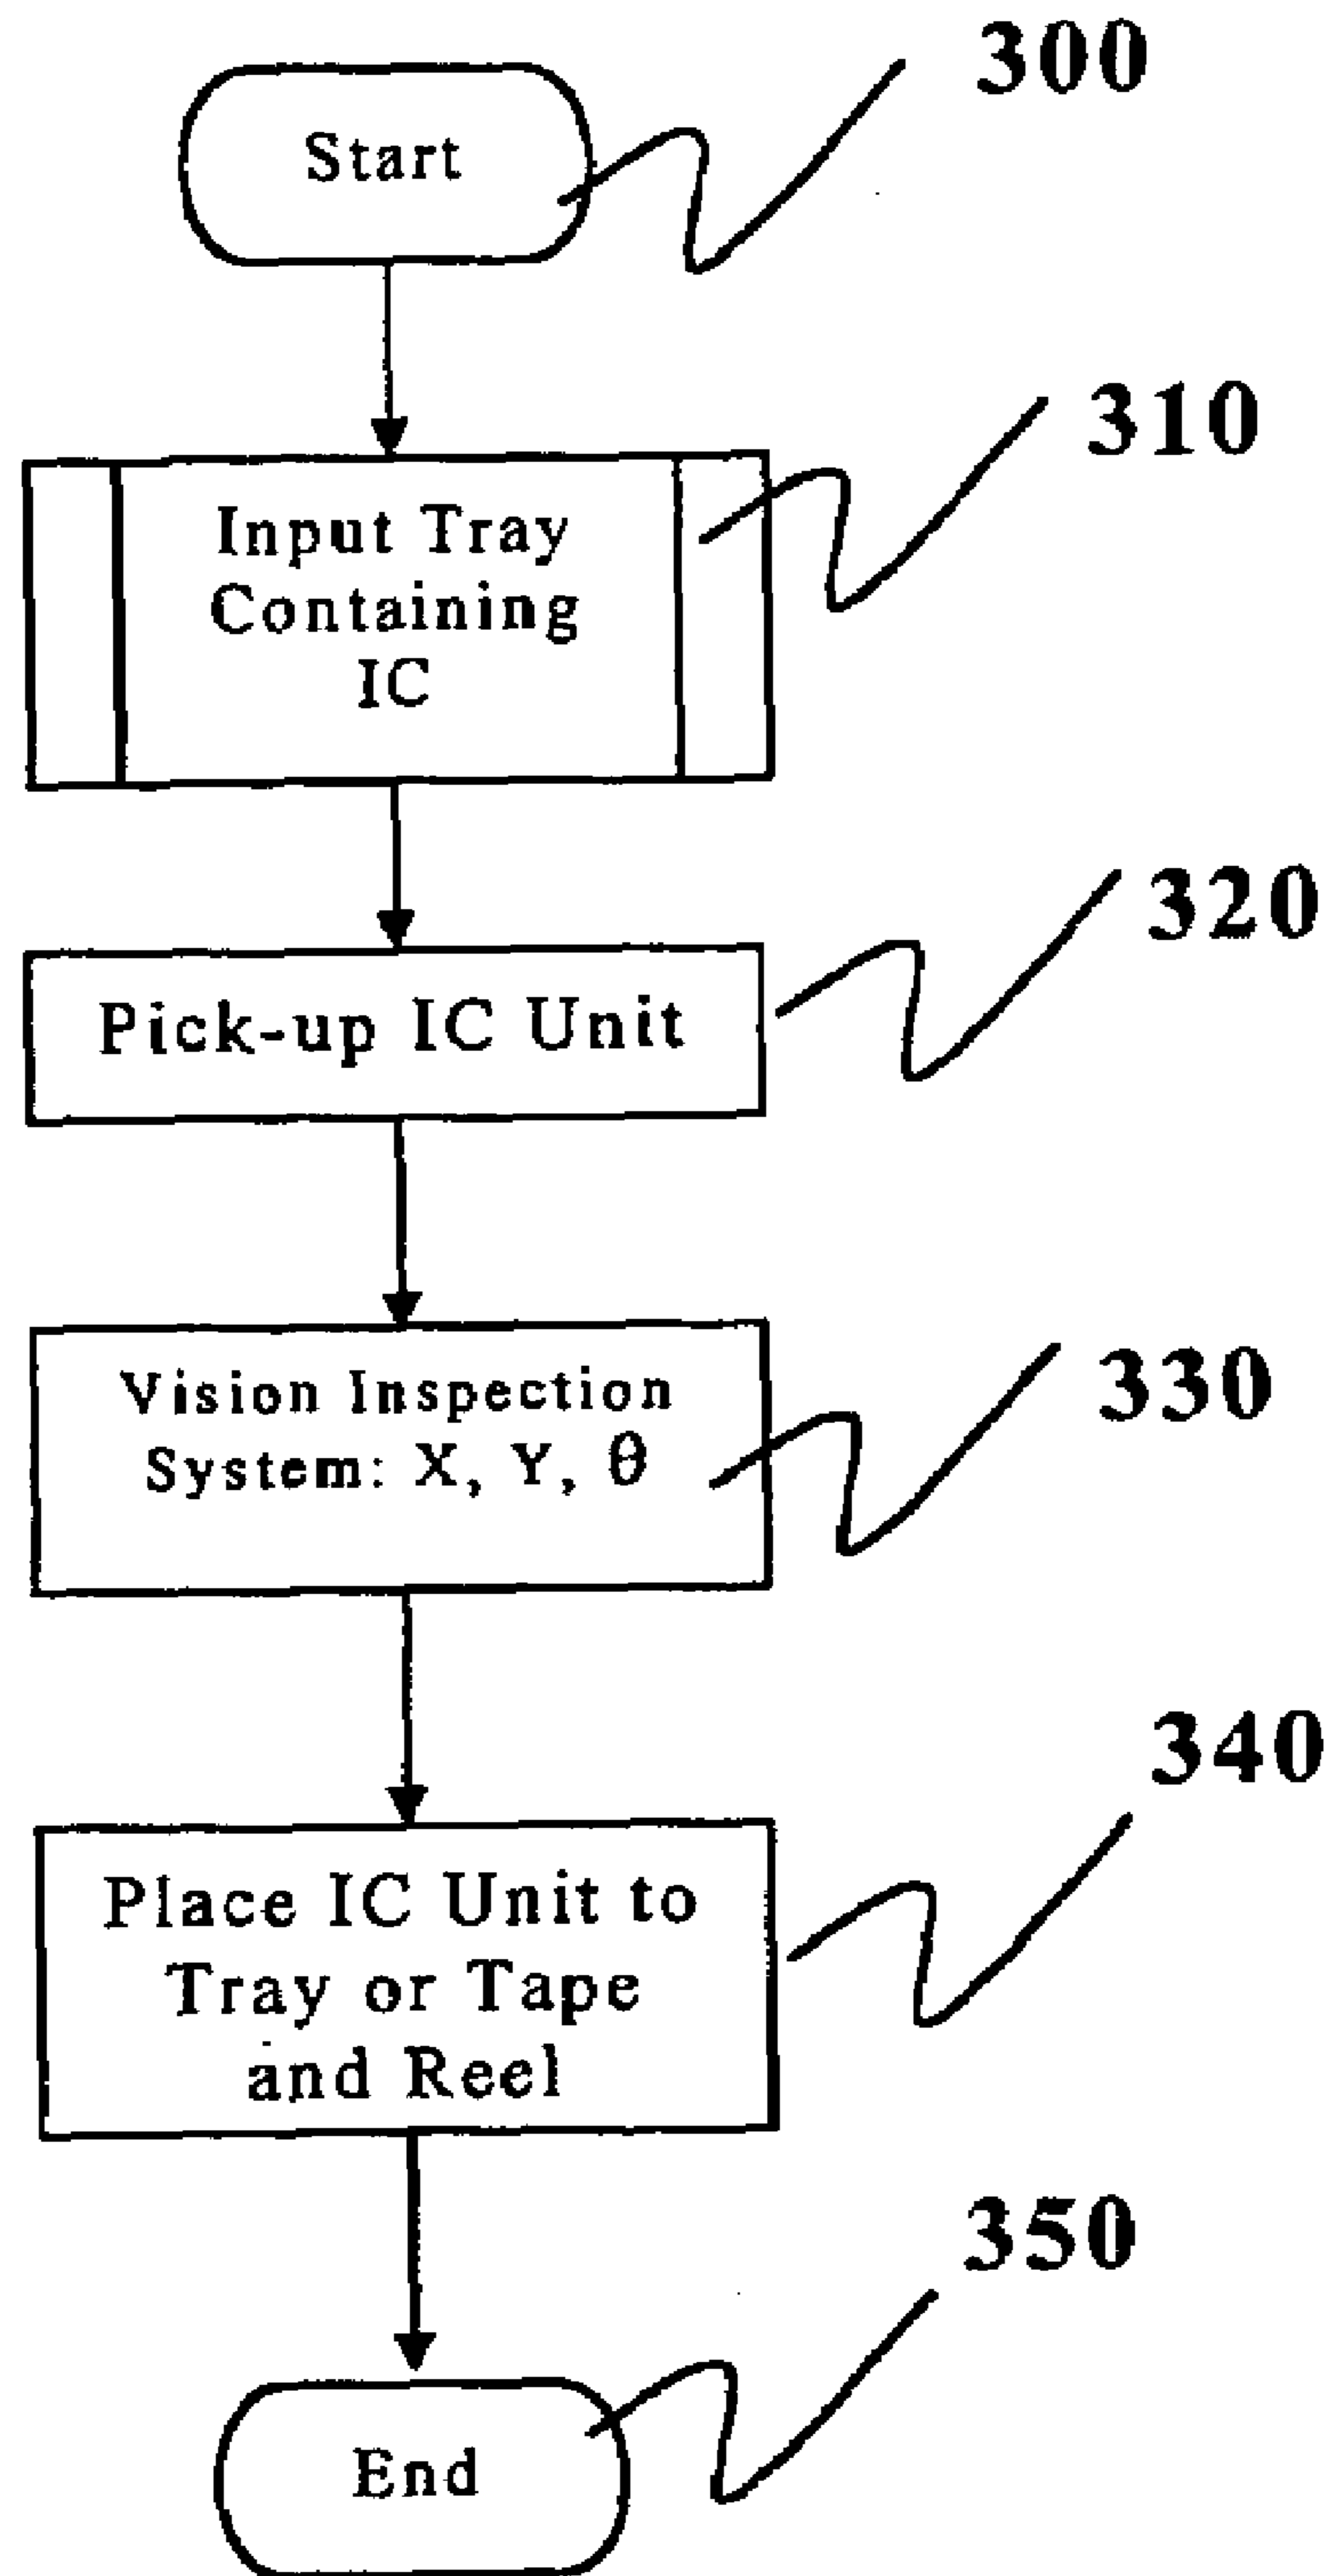 300
Start
310
Input Tray
Containing
IC
320
Pick-up IC Unit
330
Vision Inspection
System: X, Y, θ
340
Place IC Unit to
Tray or Tape
and Reel
350
End